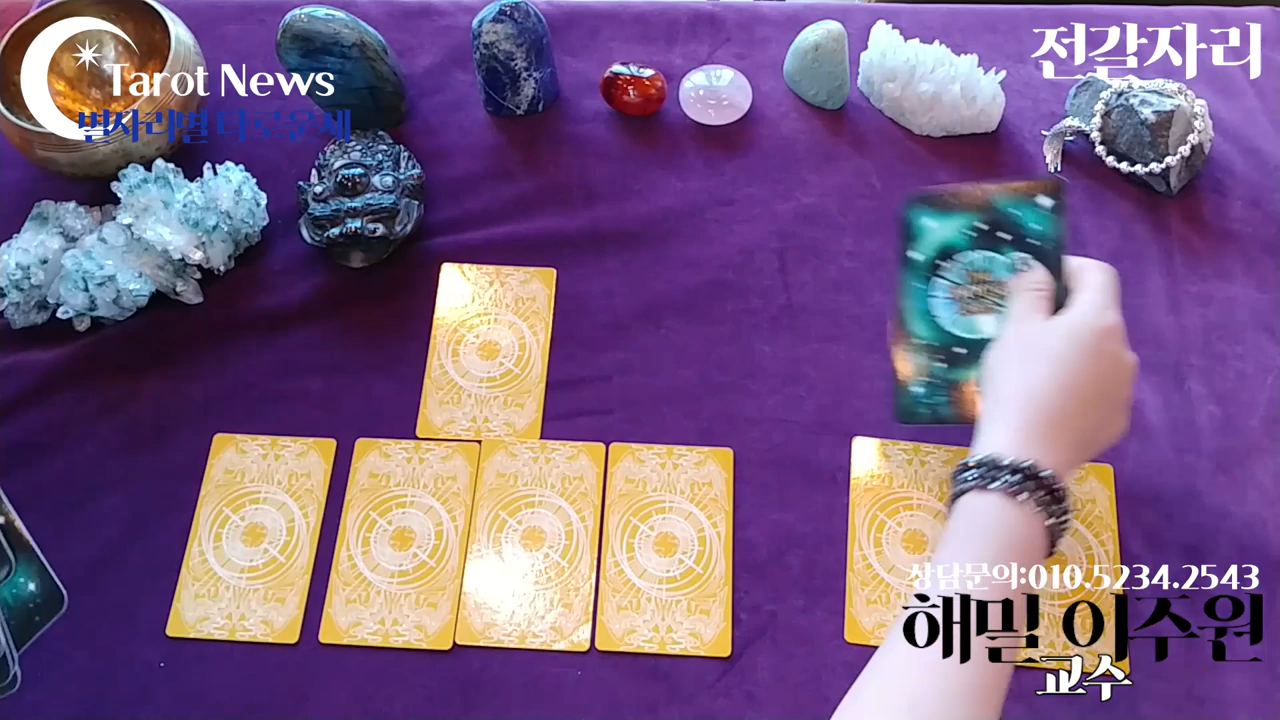 Tarot News
별자리별 타로운세
전갈자리
상담문의:010.5234.2543
해밀 이주원
교수